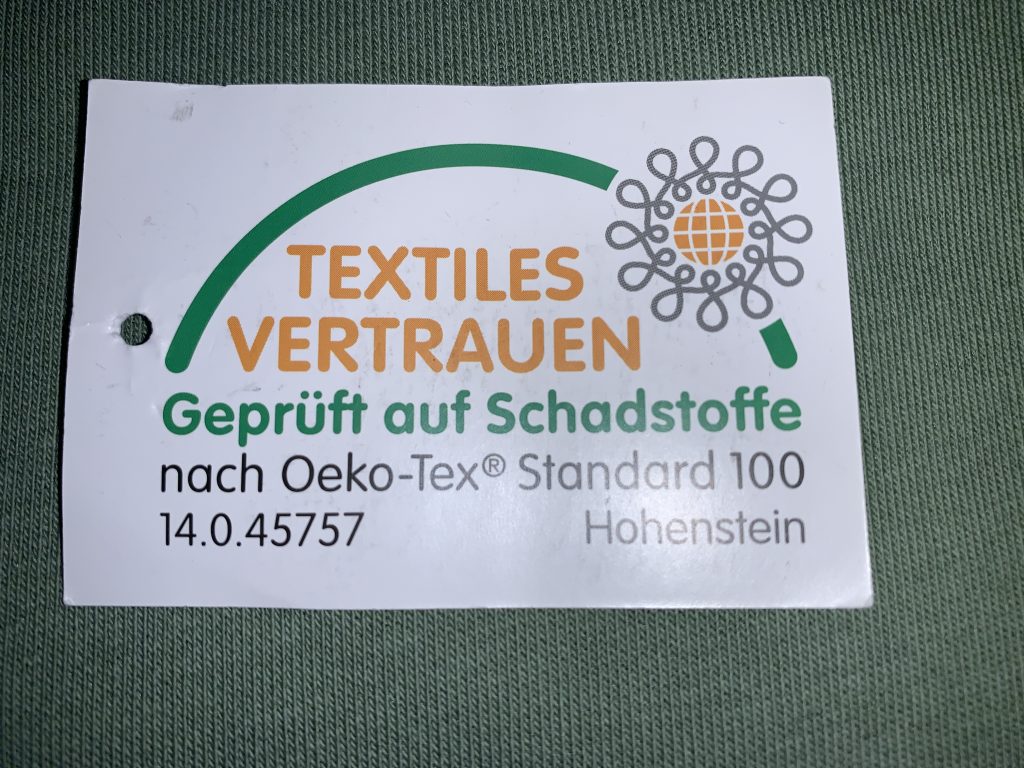 TEXTILES
VERTRAUEN
Geprüft auf Schadstoffe
nach Oeko-Tex® Standard 100
14.0.45757 Hohenstein